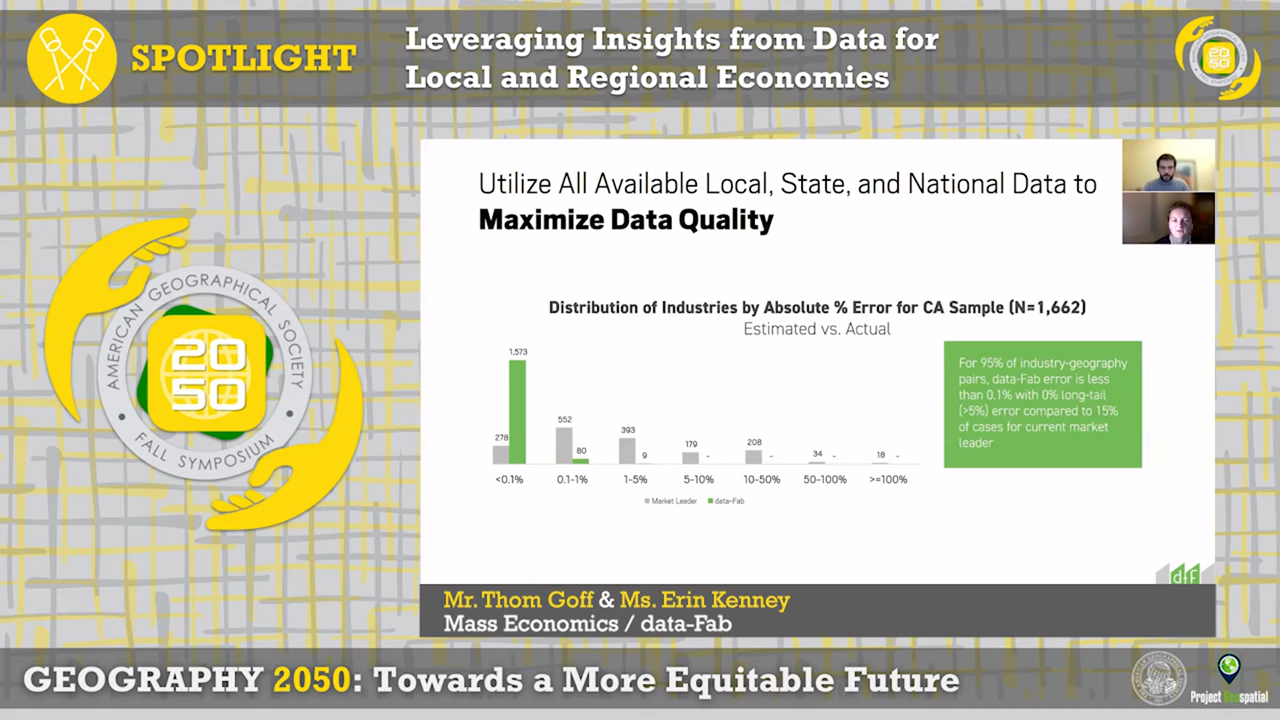 SPOTLIGHT
Leveraging Insights from Data for
Local and Regional Economies
20
50
AMERICAN GEOGRAPHICAL SOCIETY
20
50
FALL SYMPOSIUM
Utilize All Available Local, State, and National Data to
Maximize Data Quality
Distribution of Industries by Absolute % Error for CA Sample (N=1,662)
Estimated vs. Actual
1,573
278
552
80
393
9
179
-
208
-
34
-
18
-
<0.1%
0.1-1%
1-5%
5-10%
10-50%
50-100%
>=100%
Market Leader
data-Fab
For 95% of industry-geography
pairs, data-Fab error is less
than 0.1% with 0% long-tail
(>5%) error compared to 15%
of cases for current market
leader
dfF
Mr. Thom Goff & Ms. Erin Kenney
Mass Economics / data-Fab
GEOGRAPHY 2050: Towards a More Equitable Future
Project Geospatial